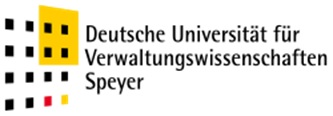 Deutsche Universität für
Verwaltungswissenschaften
Speyer